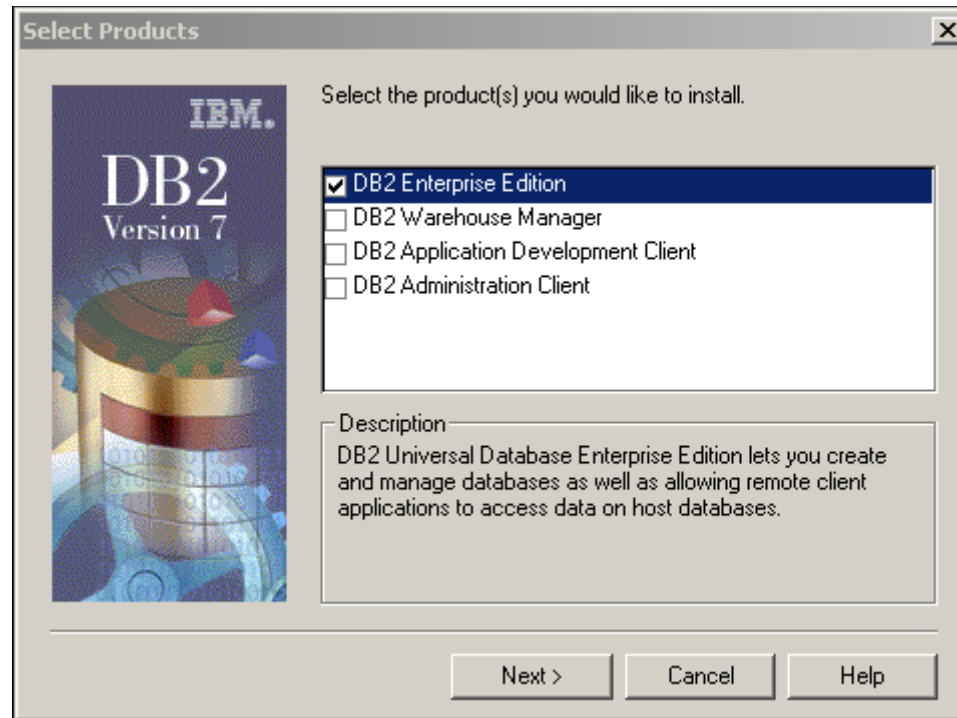 Select Products
IBM.
DB2
Version 7
Select the product(s) you would like to install.
DB2 Enterprise Edition
DB2 Warehouse Manager
DB2 Application Development Client
DB2 Administration Client
Description
DB2 Universal Database Enterprise Edition lets you create
and manage databases as well as allowing remote client
applications to access data on host databases.
Next >
Cancel
Help